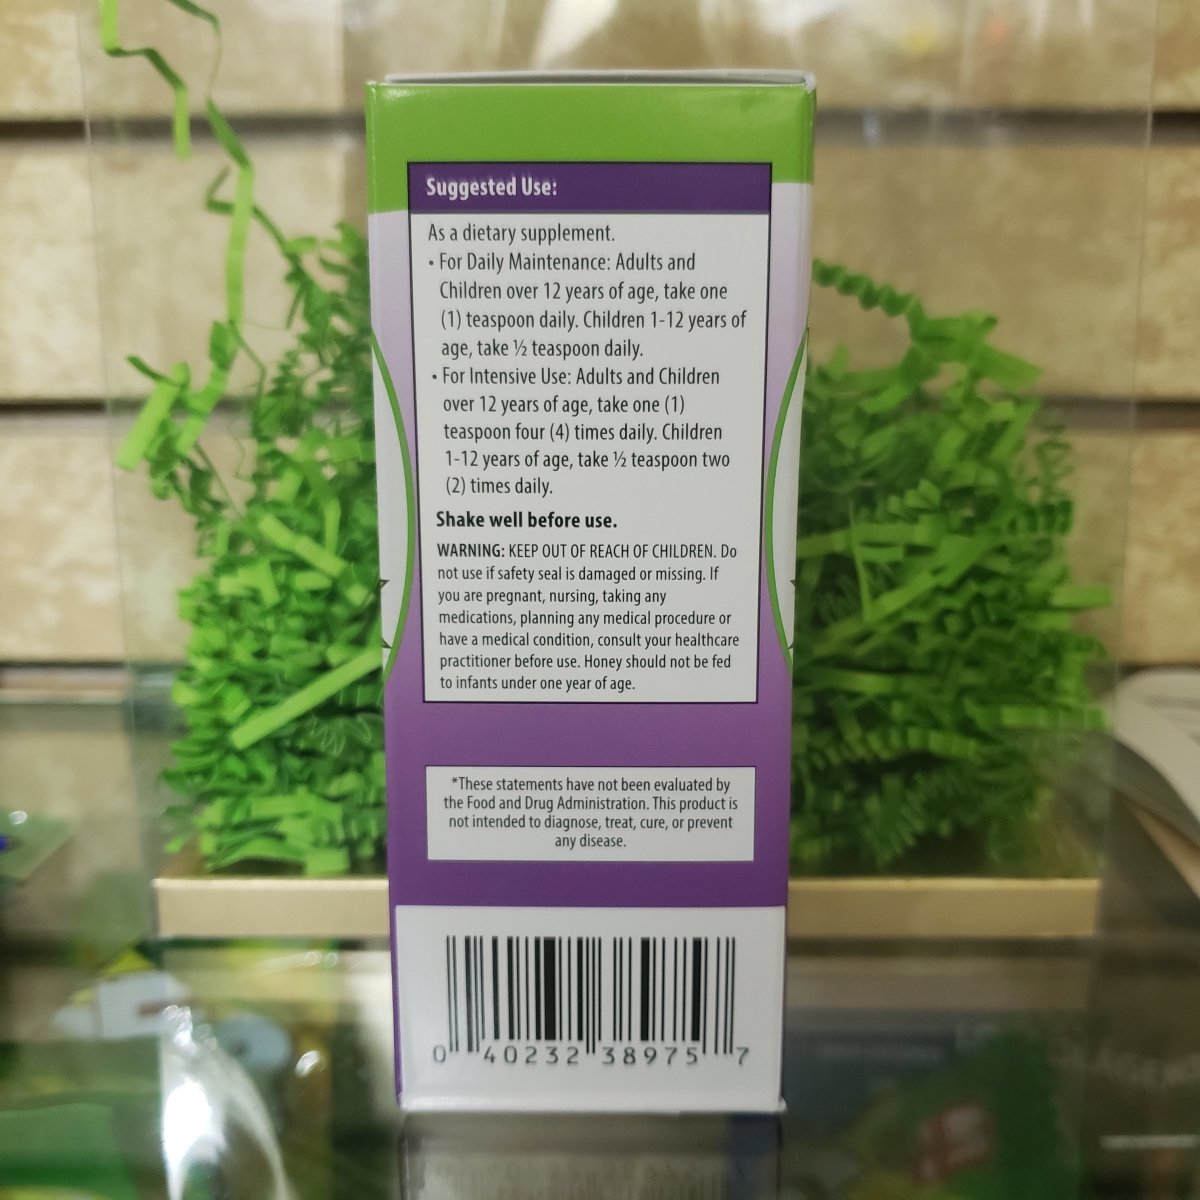 Suggested Use:
As a dietary supplement.
• For Daily Maintenance: Adults and
Children over 12 years of age, take one
(1) teaspoon daily. Children 1-12 years of
age, take ½ teaspoon daily.
• For Intensive Use: Adults and Children
over 12 years of age, take one (1)
teaspoon four (4) times daily. Children
1-12 years of age, take ½ teaspoon two
(2) times daily.
Shake well before use.
WARNING: KEEP OUT OF REACH OF CHILDREN. Do
not use if safety seal is damaged or missing. If
you are pregnant, nursing, taking any
medications, planning any medical procedure or
have a medical condition, consult your healthcare
practitioner before use. Honey should not be fed
to infants under one year of age.
*These statements have not been evaluated by
the Food and Drug Administration. This product is
not intended to diagnose, treat, cure, or prevent
any disease.
0 40232 38975 7